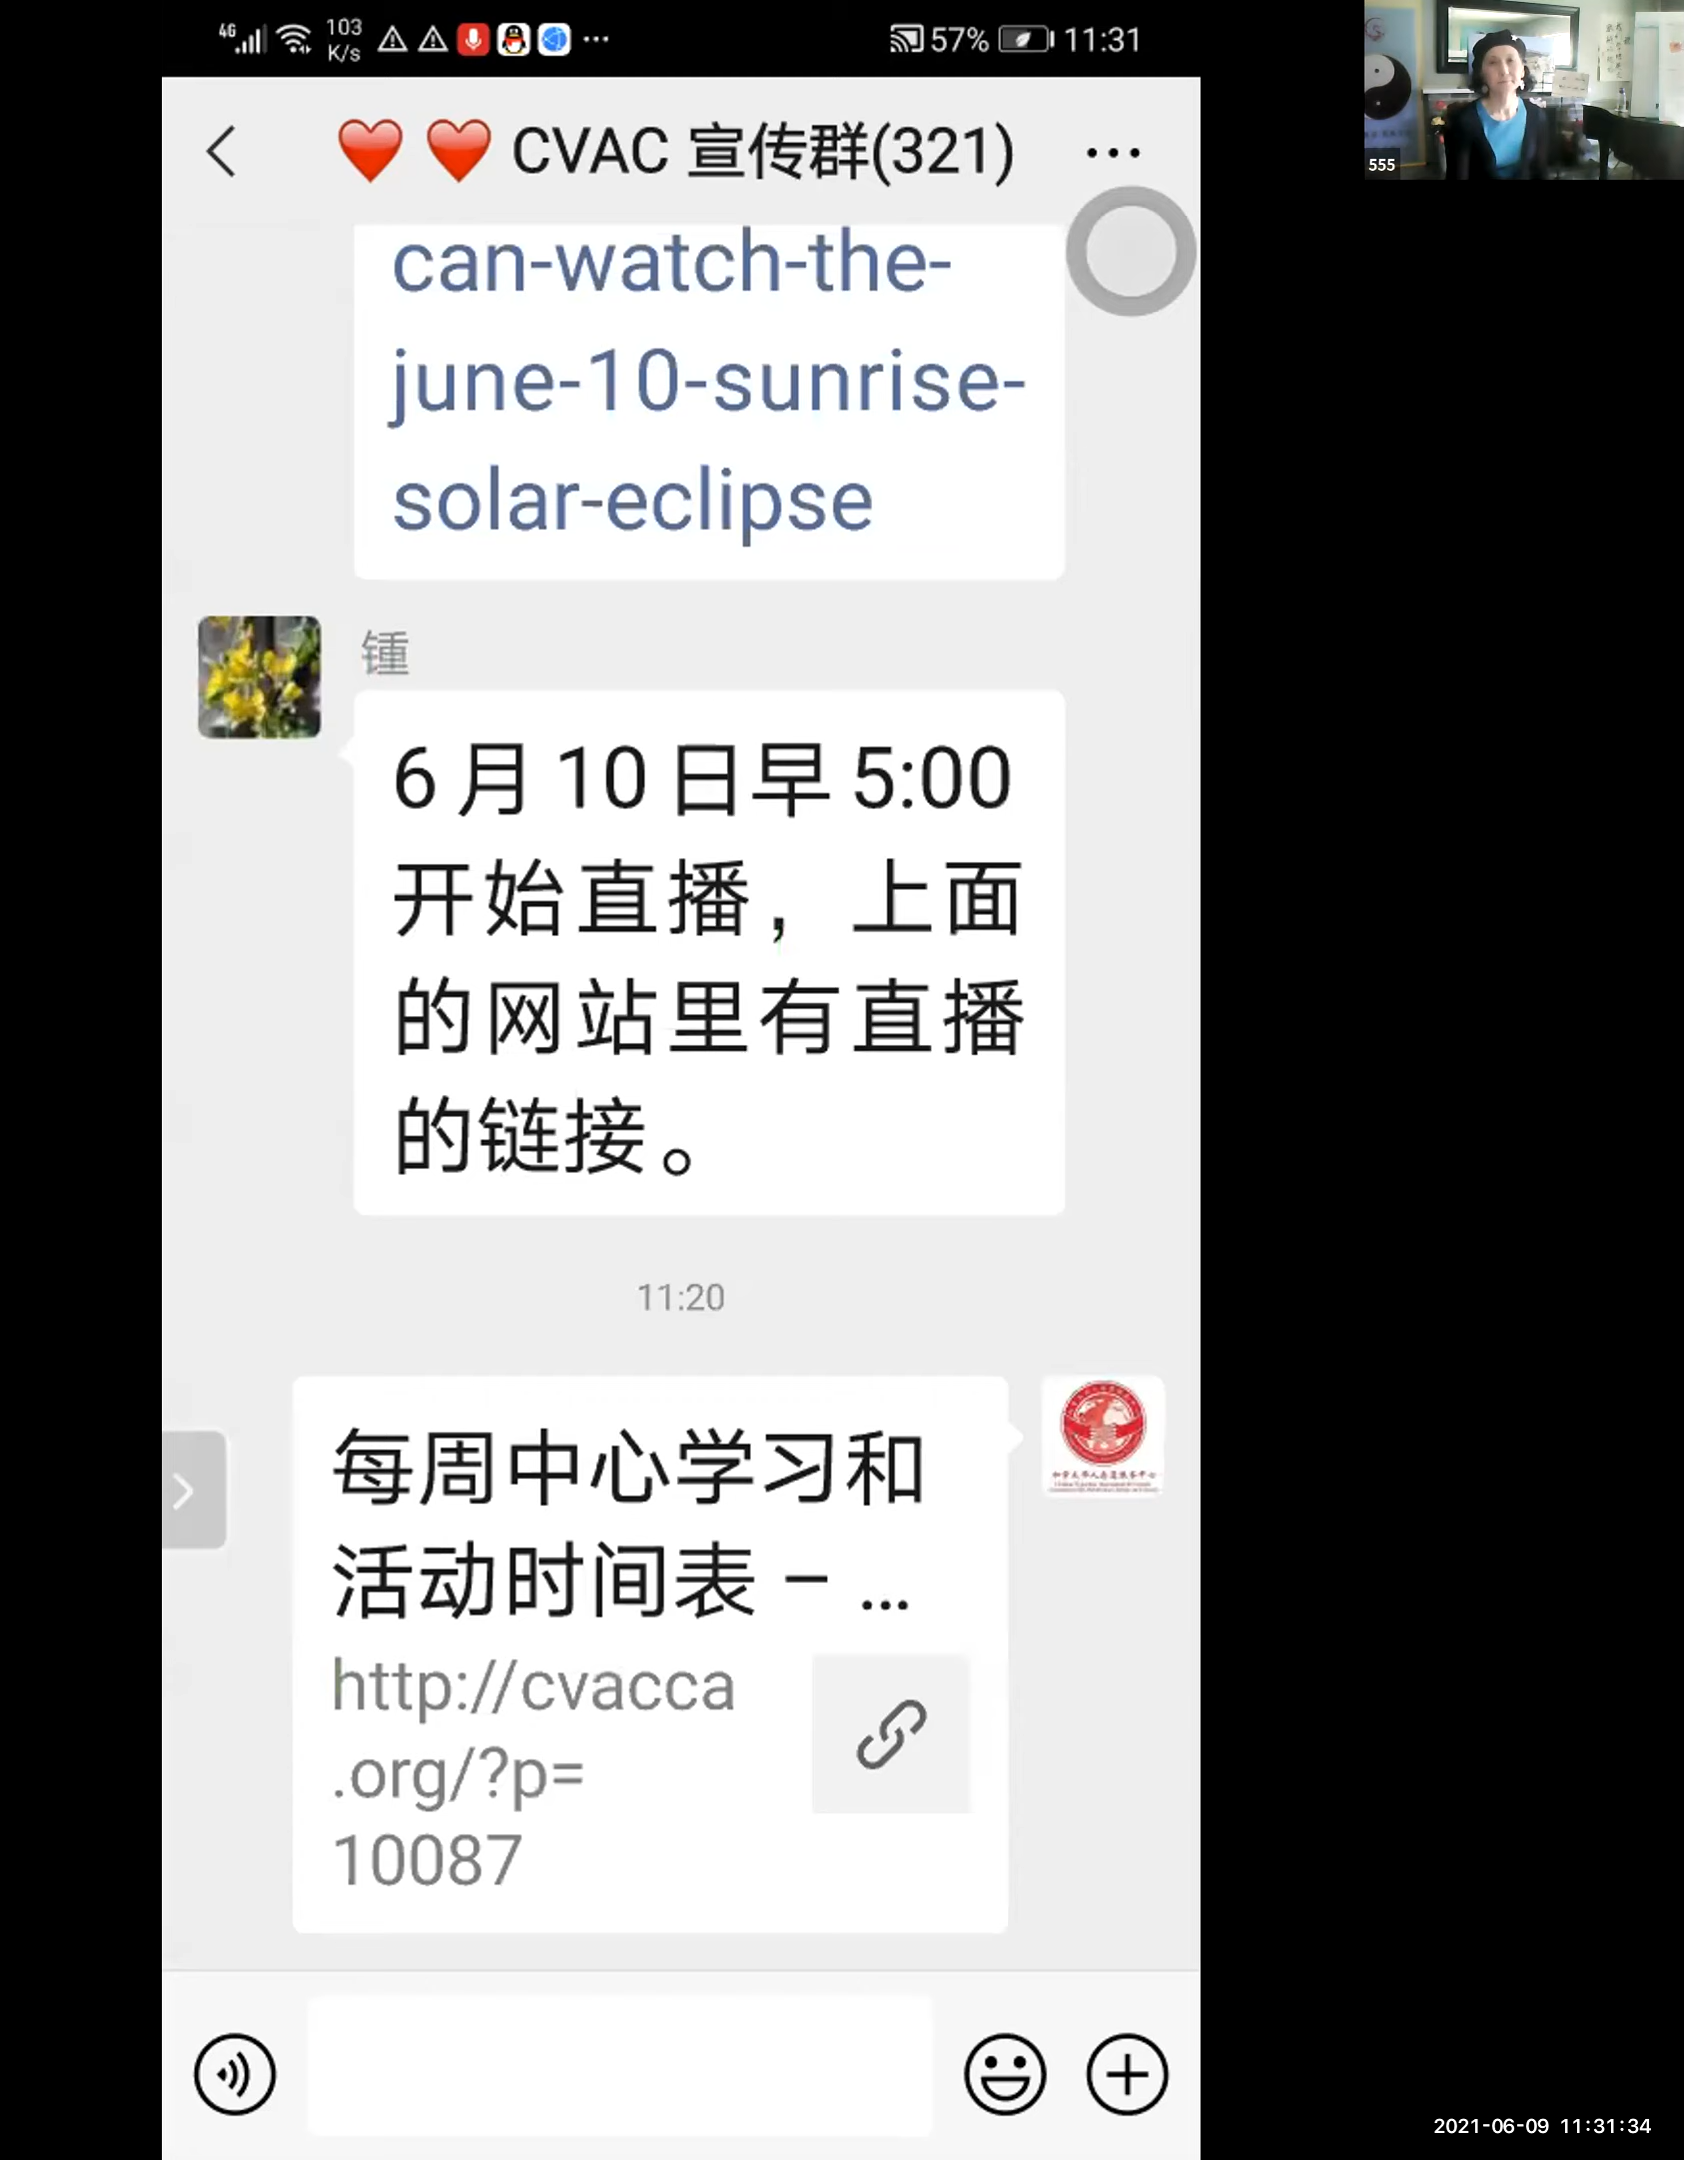 4G 103 K/s 57% 11:31
CVAC 宣传群(321)
555
can-watch-the-
june-10-sunrise-
solar-eclipse
锺
6月10日早5:00
开始直播，上面
的网站里有直播
的链接。
11:20
每周中心学习和
活动时间表 – ...
http://cvacca
.org/?p=
10087
2021-06-09 11:31:34